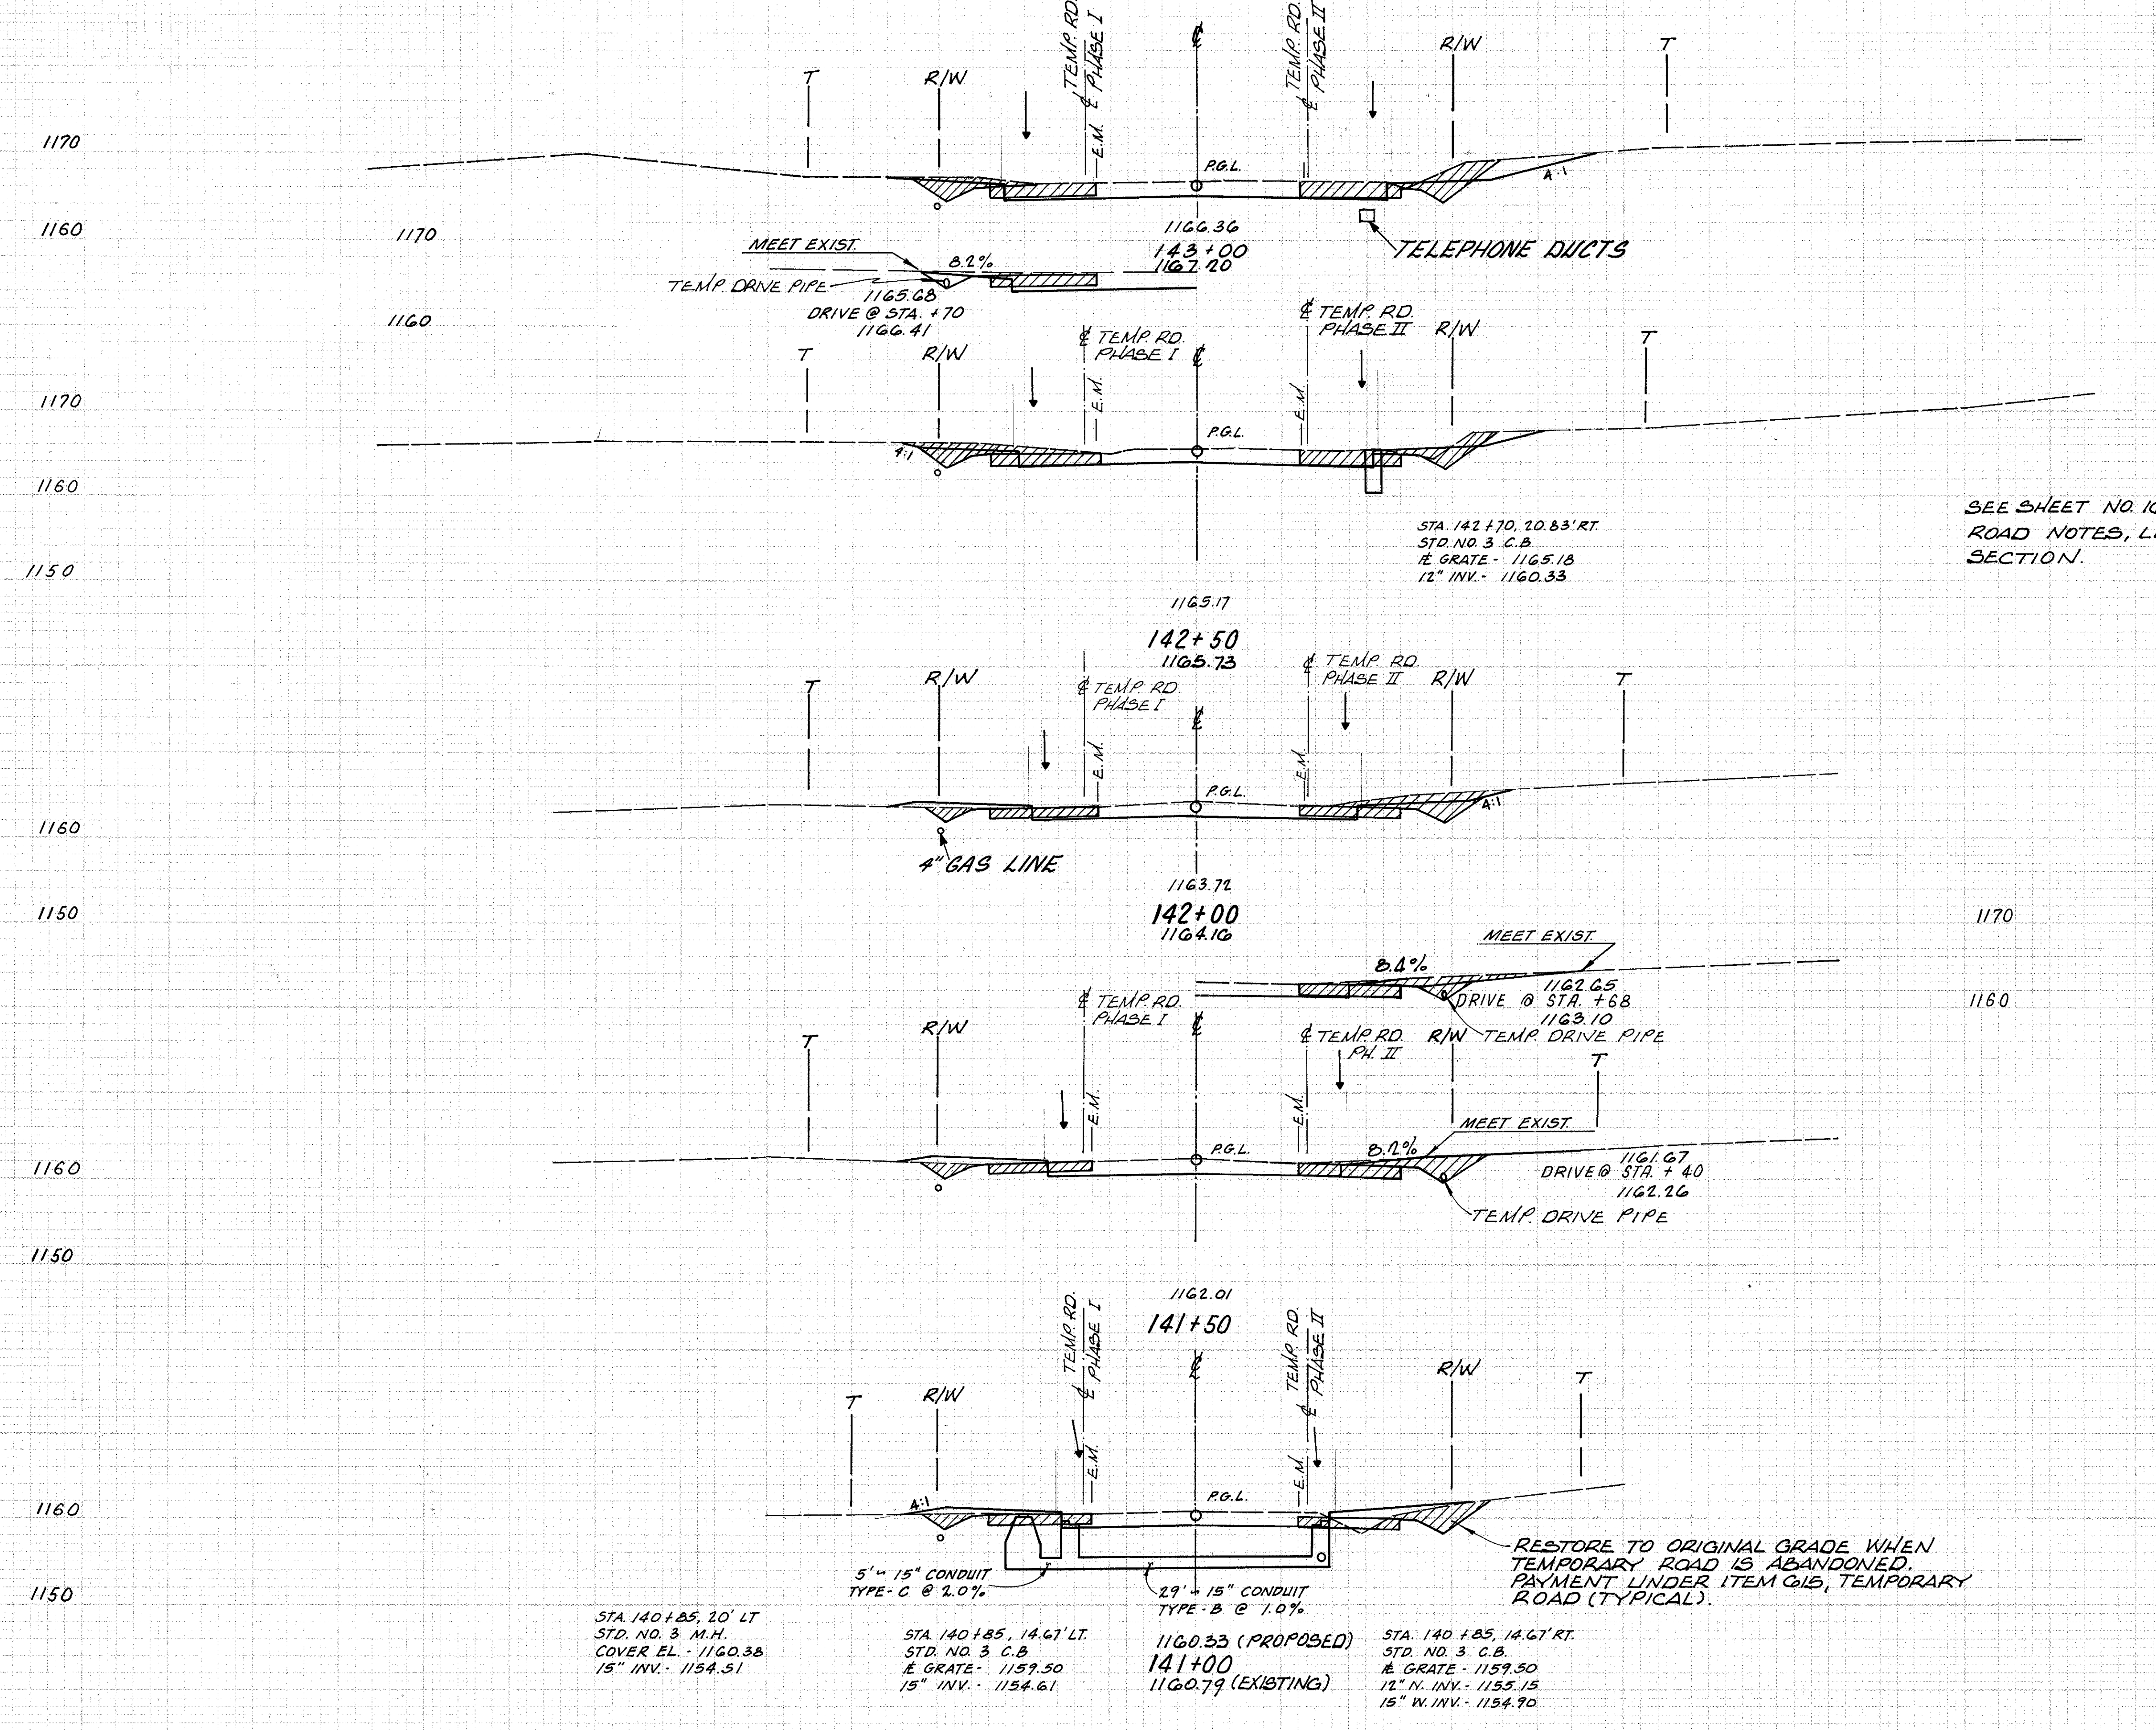 TEMP. RD.
₵ PHASE I
E.M.
₵
TEMP. RD.
₵ PHASE II
R/W
T
T
R/W
1170
P.G.L.
4:1
1160
1170
1166.36
143+00
1167.20
TELEPHONE DUCTS
MEET EXIST.
8.2%
TEMP. DRIVE PIPE
1165.68
DRIVE @ STA. +70
1166.41
1160
₵ TEMP. RD.
PHASE I
₵
₵ TEMP. RD.
PHASE II
R/W
T
T
R/W
1170
E.M.
E.M.
P.G.L.
4:1
1160
STA. 142+70, 20.83' RT.
STD. NO. 3 C.B
₵ GRATE - 1165.18
12" INV. - 1160.33
SEE SHEET NO.
ROAD NOTES,
SECTION.
1150
1165.17
142+50
1165.73
T
R/W
₵ TEMP. RD.
PHASE I
₵
₵ TEMP. RD.
PHASE II
R/W
T
E.M.
E.M.
P.G.L.
4:1
1160
4" GAS LINE
1163.72
142+00
1164.16
1150
1170
MEET EXIST.
8.4%
1162.65
DRIVE @ STA. +68
1163.10
TEMP. DRIVE PIPE
1160
T
R/W
₵ TEMP. RD.
PHASE I
₵
₵ TEMP. RD.
PH. II
R/W
T
E.M.
E.M.
MEET EXIST.
P.G.L.
8.2%
1160
1161.67
DRIVE @ STA. + 40
1162.26
TEMP. DRIVE PIPE
1150
1162.01
141+50
TEMP. RD.
₵ PHASE I
₵
TEMP. RD.
₵ PHASE II
T
R/W
R/W
T
E.M.
E.M.
P.G.L.
4:1
1160
5' ~ 15" CONDUIT
TYPE - C @ 2.0%
29' ~ 15" CONDUIT
TYPE - B @ 1.0%
RESTORE TO ORIGINAL GRADE WHEN
TEMPORARY ROAD IS ABANDONED.
PAYMENT UNDER ITEM 615, TEMPORARY
ROAD (TYPICAL).
1150
STA. 140+85, 20' LT
STD. NO. 3 M.H.
COVER EL. - 1160.38
15" INV. - 1154.51
STA. 140+85, 14.67' LT.
STD. NO. 3 C.B
₵ GRATE - 1159.50
15" INV. - 1154.61
1160.33 (PROPOSED)
141+00
1160.79 (EXISTING)
STA. 140+85, 14.67' RT.
STD. NO. 3 C.B.
₵ GRATE - 1159.50
12" N. INV. - 1155.15
15" W. INV. - 1154.90